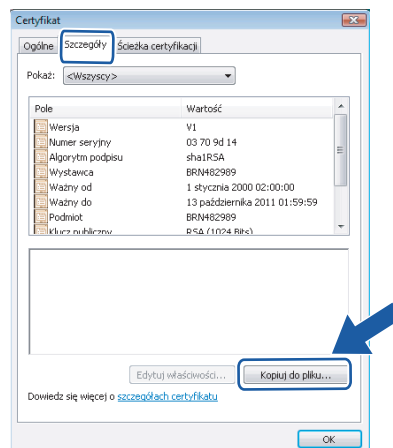 Certyfikat
Ogólne Szczegóły Ścieżka certyfikacji
Pokaż: <Wszyscy>
Pole Wartość
Wersja V1
Numer seryjny 03 70 9d 14
Algorytm podpisu sha1RSA
Wystawca BRN482989
Ważny od 1 stycznia 2000 02:00:00
Ważny do 13 października 2011 01:59:59
Podmiot BRN482989
Klucz publiczny RSA (1024 Bits)
Edytuj właściwości... Kopiuj do pliku...
Dowiedz się więcej o szczegółach certyfikatu
OK